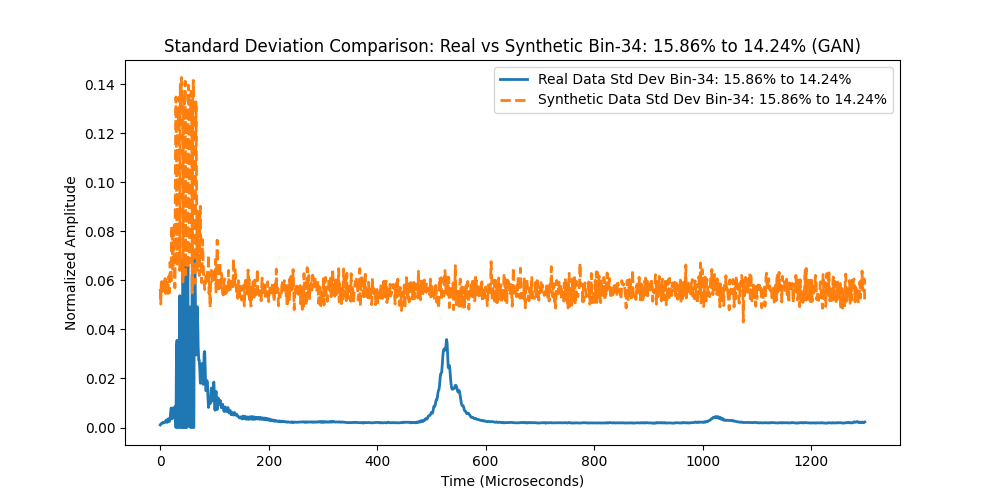 Standard Deviation Comparison: Real vs Synthetic Bin-34: 15.86% to 14.24% (GAN)
Real Data Std Dev Bin-34: 15.86% to 14.24%
Synthetic Data Std Dev Bin-34: 15.86% to 14.24%
Normalized Amplitude
0.14
0.12
0.10
0.08
0.06
0.04
0.02
0.00
0 200 400 600 800 1000 1200
Time (Microseconds)